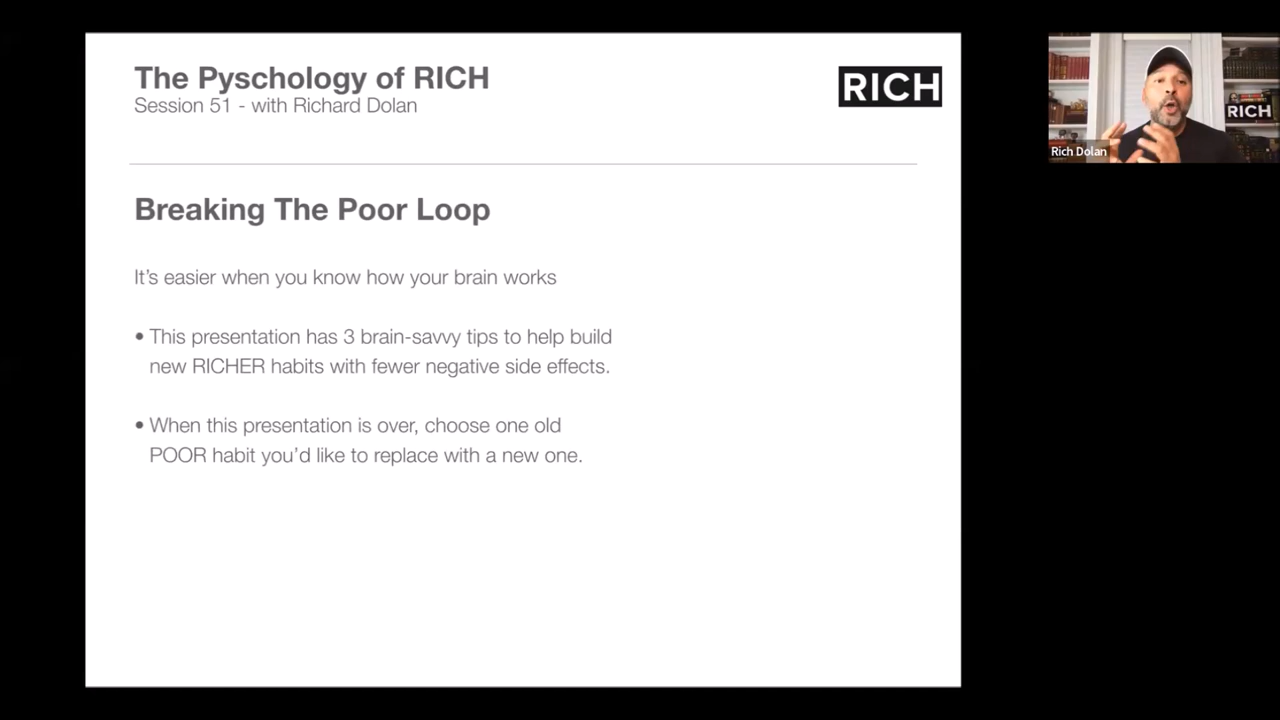 The Pyschology of RICH
Session 51 - with Richard Dolan
RICH
Breaking The Poor Loop
It's easier when you know how your brain works
• This presentation has 3 brain-savvy tips to help build
new RICHER habits with fewer negative side effects.
• When this presentation is over, choose one old
POOR habit you'd like to replace with a new one.
RICH
Rich Dolan